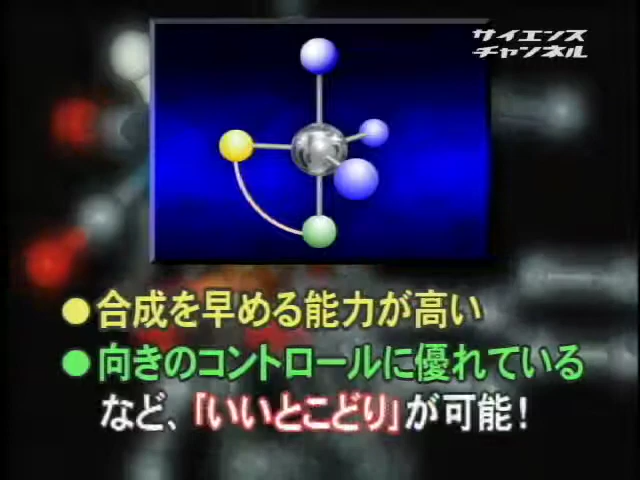 サイエンス
チャンネル
●合成を早める能力が高い
●向きのコントロールに優れている
など、「いいとこどり」が可能!